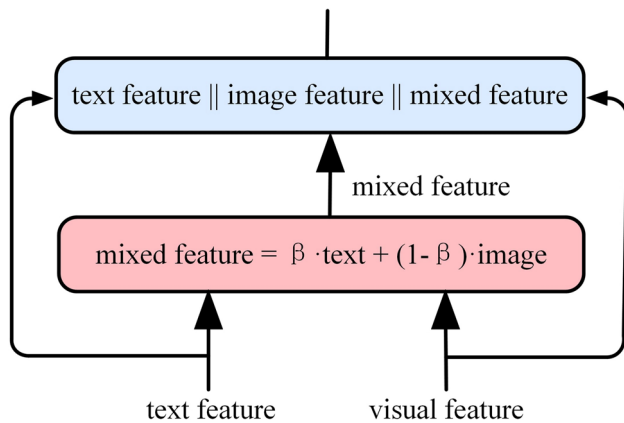 text feature || image feature || mixed feature
mixed feature
mixed feature = β·text + (1-β)·image
text feature
visual feature